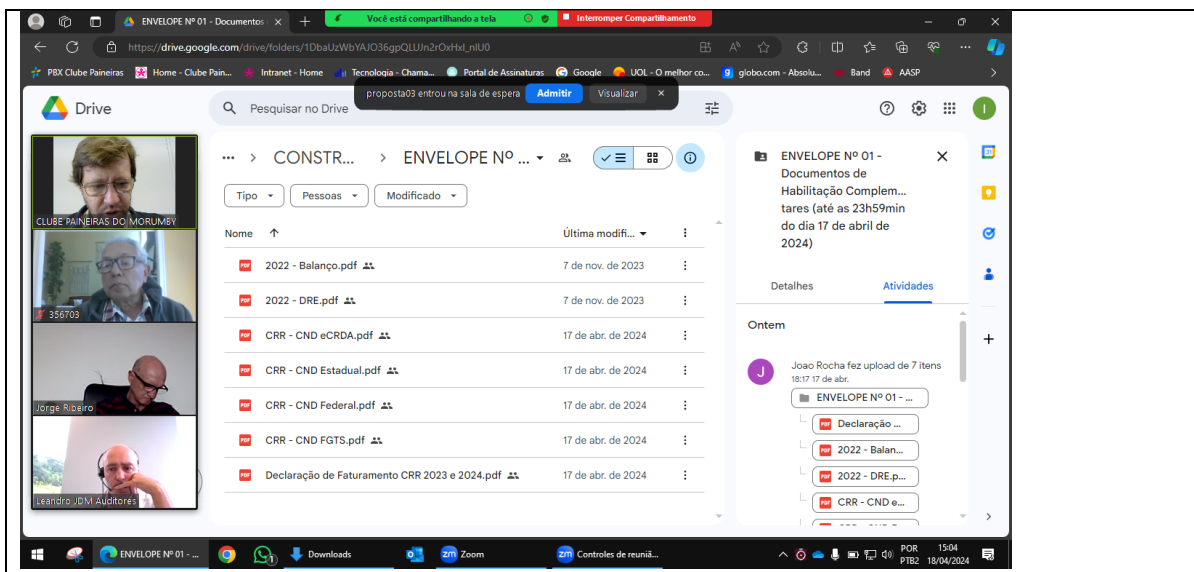 ENVELOPE Nº 01 - Documentos
Você está compartilhando a tela
Interromper Compartilhamento
https://drive.google.com/drive/folders/1DbaUzWbYAJO36gpQLUJn2rOxHxI_nIU0
PBX Clube Paineiras
Home - Clube Pain...
Intranet - Home
Tecnologia - Chama...
Portal de Assinaturas
Google
UOL - O melhor co...
globo.com - Absolu...
Band
AASP
proposta03 entrou na sala de espera
Admitir
Visualizar
Drive
Pesquisar no Drive
CONSTR...
ENVELOPE Nº ...
Tipo
Pessoas
Modificado
Nome
Última modifi...
2022 - Balanço.pdf
7 de nov. de 2023
2022 - DRE.pdf
7 de nov. de 2023
CRR - CND eCRDA.pdf
17 de abr. de 2024
CRR - CND Estadual.pdf
17 de abr. de 2024
CRR - CND Federal.pdf
17 de abr. de 2024
CRR - CND FGTS.pdf
17 de abr. de 2024
Declaração de Faturamento CRR 2023 e 2024.pdf
17 de abr. de 2024
CLUBE PAINEIRAS DO MORUMBY
356703
Jorge Ribeiro
Leandro JDM Auditores
ENVELOPE Nº 01 -
Documentos de
Habilitação Complem...
tares (até as 23h59min
do dia 17 de abril de
2024)
Detalhes
Atividades
Ontem
J
Joao Rocha fez upload de 7 itens
18:17 17 de abr.
ENVELOPE Nº 01 - ...
Declaração ...
2022 - Balan...
2022 - DRE.p...
CRR - CND e...
I
31
ENVELOPE Nº 01 - ...
Downloads
zm Zoom
zm Controles de reuniã...
POR
PTB2
15:04
18/04/2024